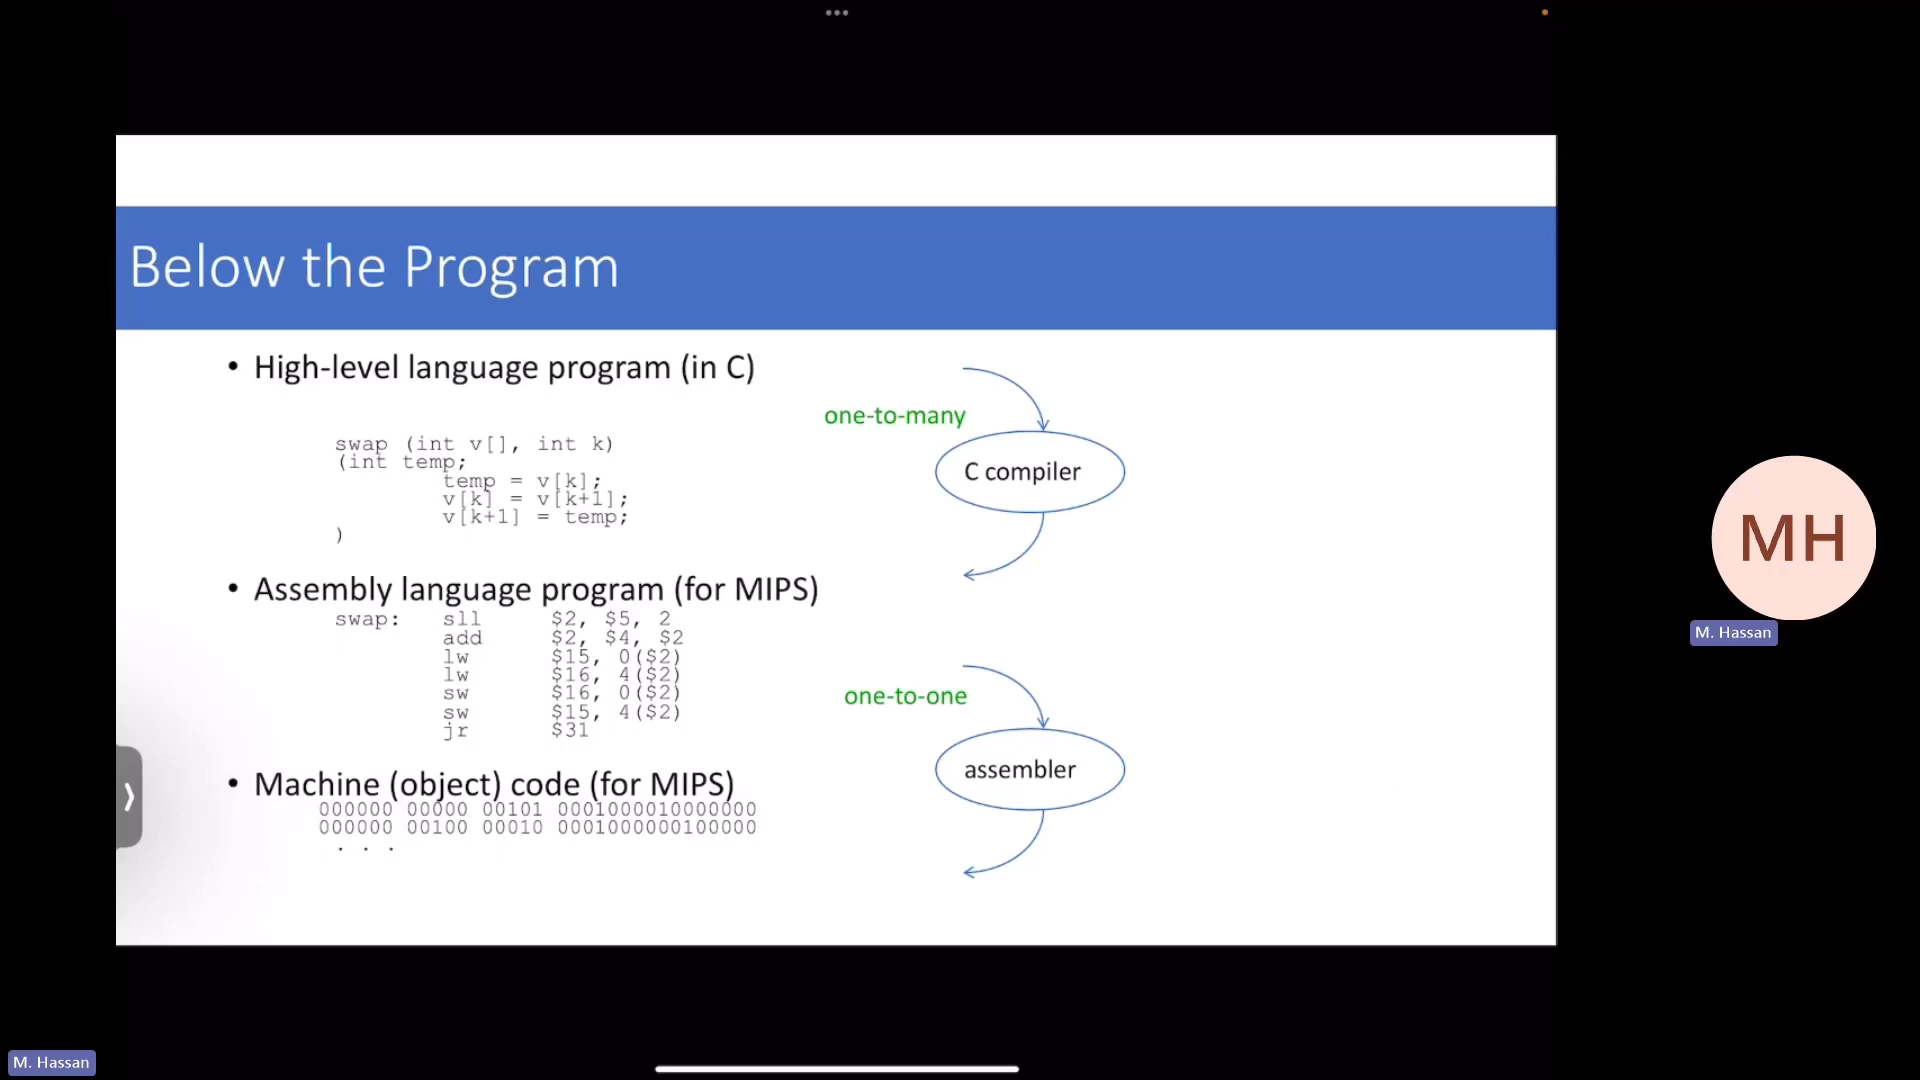 Below the Program
• High-level language program (in C)
one-to-many
swap (int v[], int k)
(int temp;
temp = v[k];
v[k] = v[k+1];
v[k+1] = temp;
)
C compiler
• Assembly language program (for MIPS)
swap: sll $2, $5, 2
add $2, $4, $2
lw $15, 0($2)
lw $16, 4($2)
sw $16, 0($2)
sw $15, 4($2)
jr $31
one-to-one
assembler
• Machine (object) code (for MIPS)
000000 00000 00101 0001000010000000
000000 00100 00010 0001000000100000
. . .
MH
M. Hassan
M. Hassan